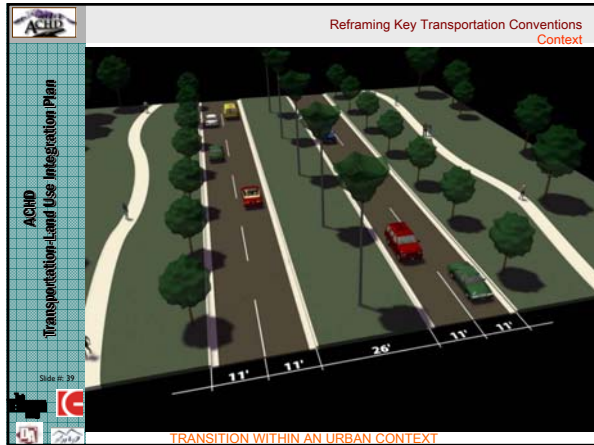 ACHD
Reframing Key Transportation Conventions
Context
ACHD
Transportation-Land Use Integration Plan
11'
11'
26'
11'
11'
Slide #: 39
TRANSITION WITHIN AN URBAN CONTEXT